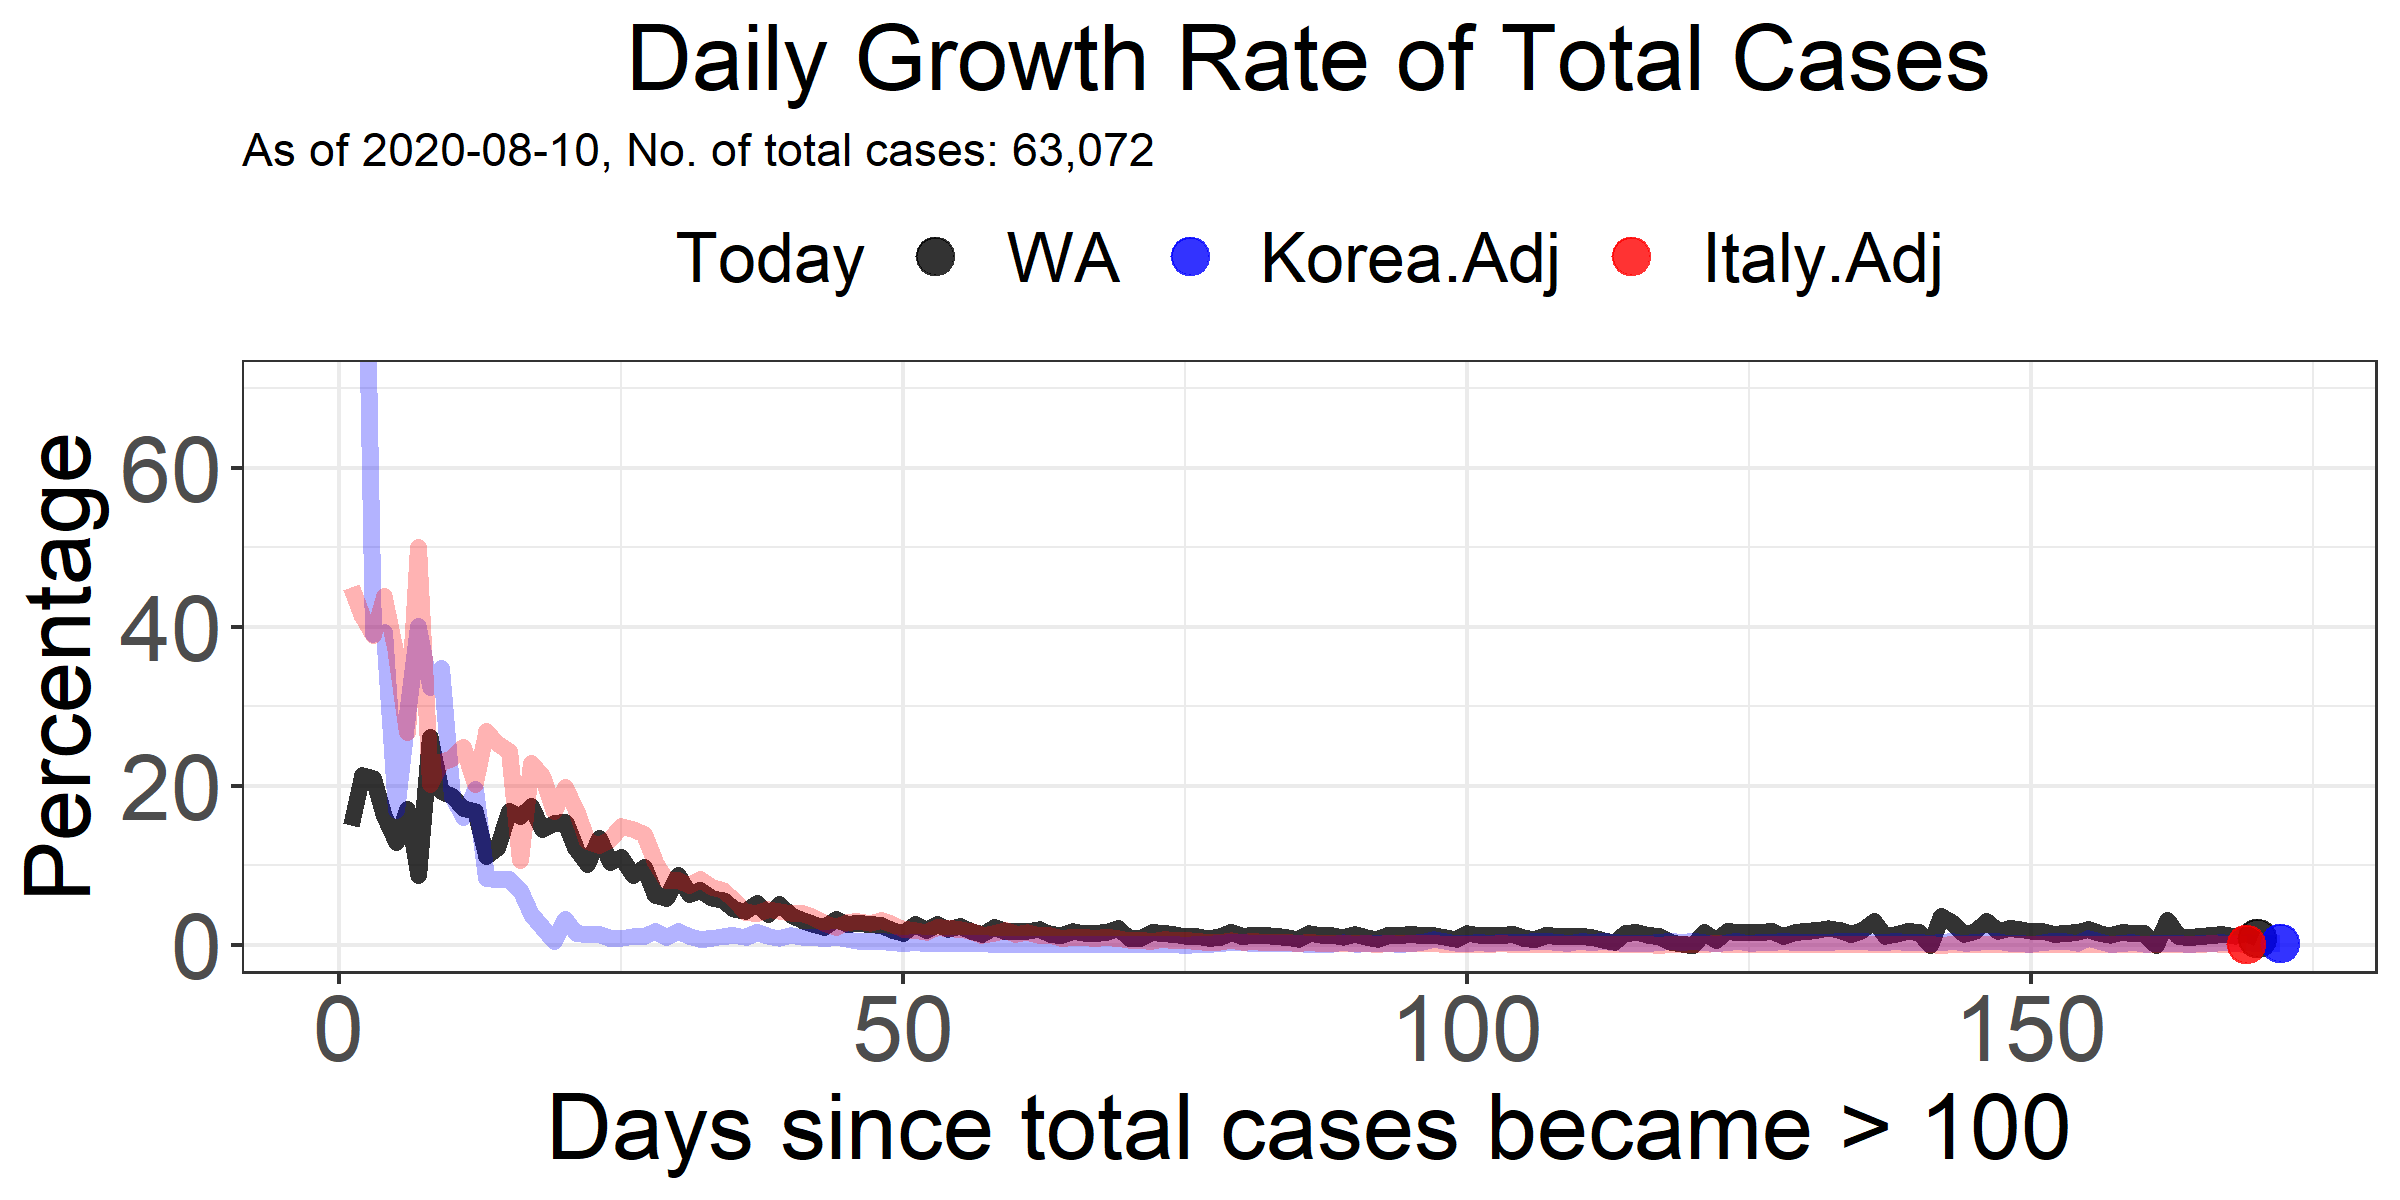 Daily Growth Rate of Total Cases
As of 2020-08-10, No. of total cases: 63,072
Today WA Korea.Adj Italy.Adj
Percentage
60
40
20
0
0 50 100 150
Days since total cases became > 100